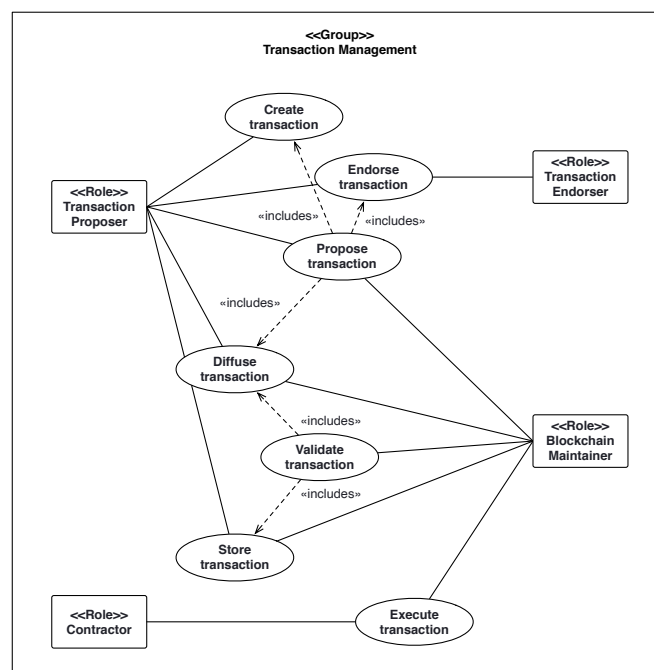 <<Group>>
Transaction Management
Create
transaction
Endorse
transaction
<<Role>>
Transaction
Endorser
<<Role>>
Transaction
Proposer
«includes»
«includes»
Propose
transaction
«includes»
Diffuse
transaction
«includes»
<<Role>>
Blockchain
Maintainer
Validate
transaction
«includes»
Store
transaction
<<Role>>
Contractor
Execute
transaction